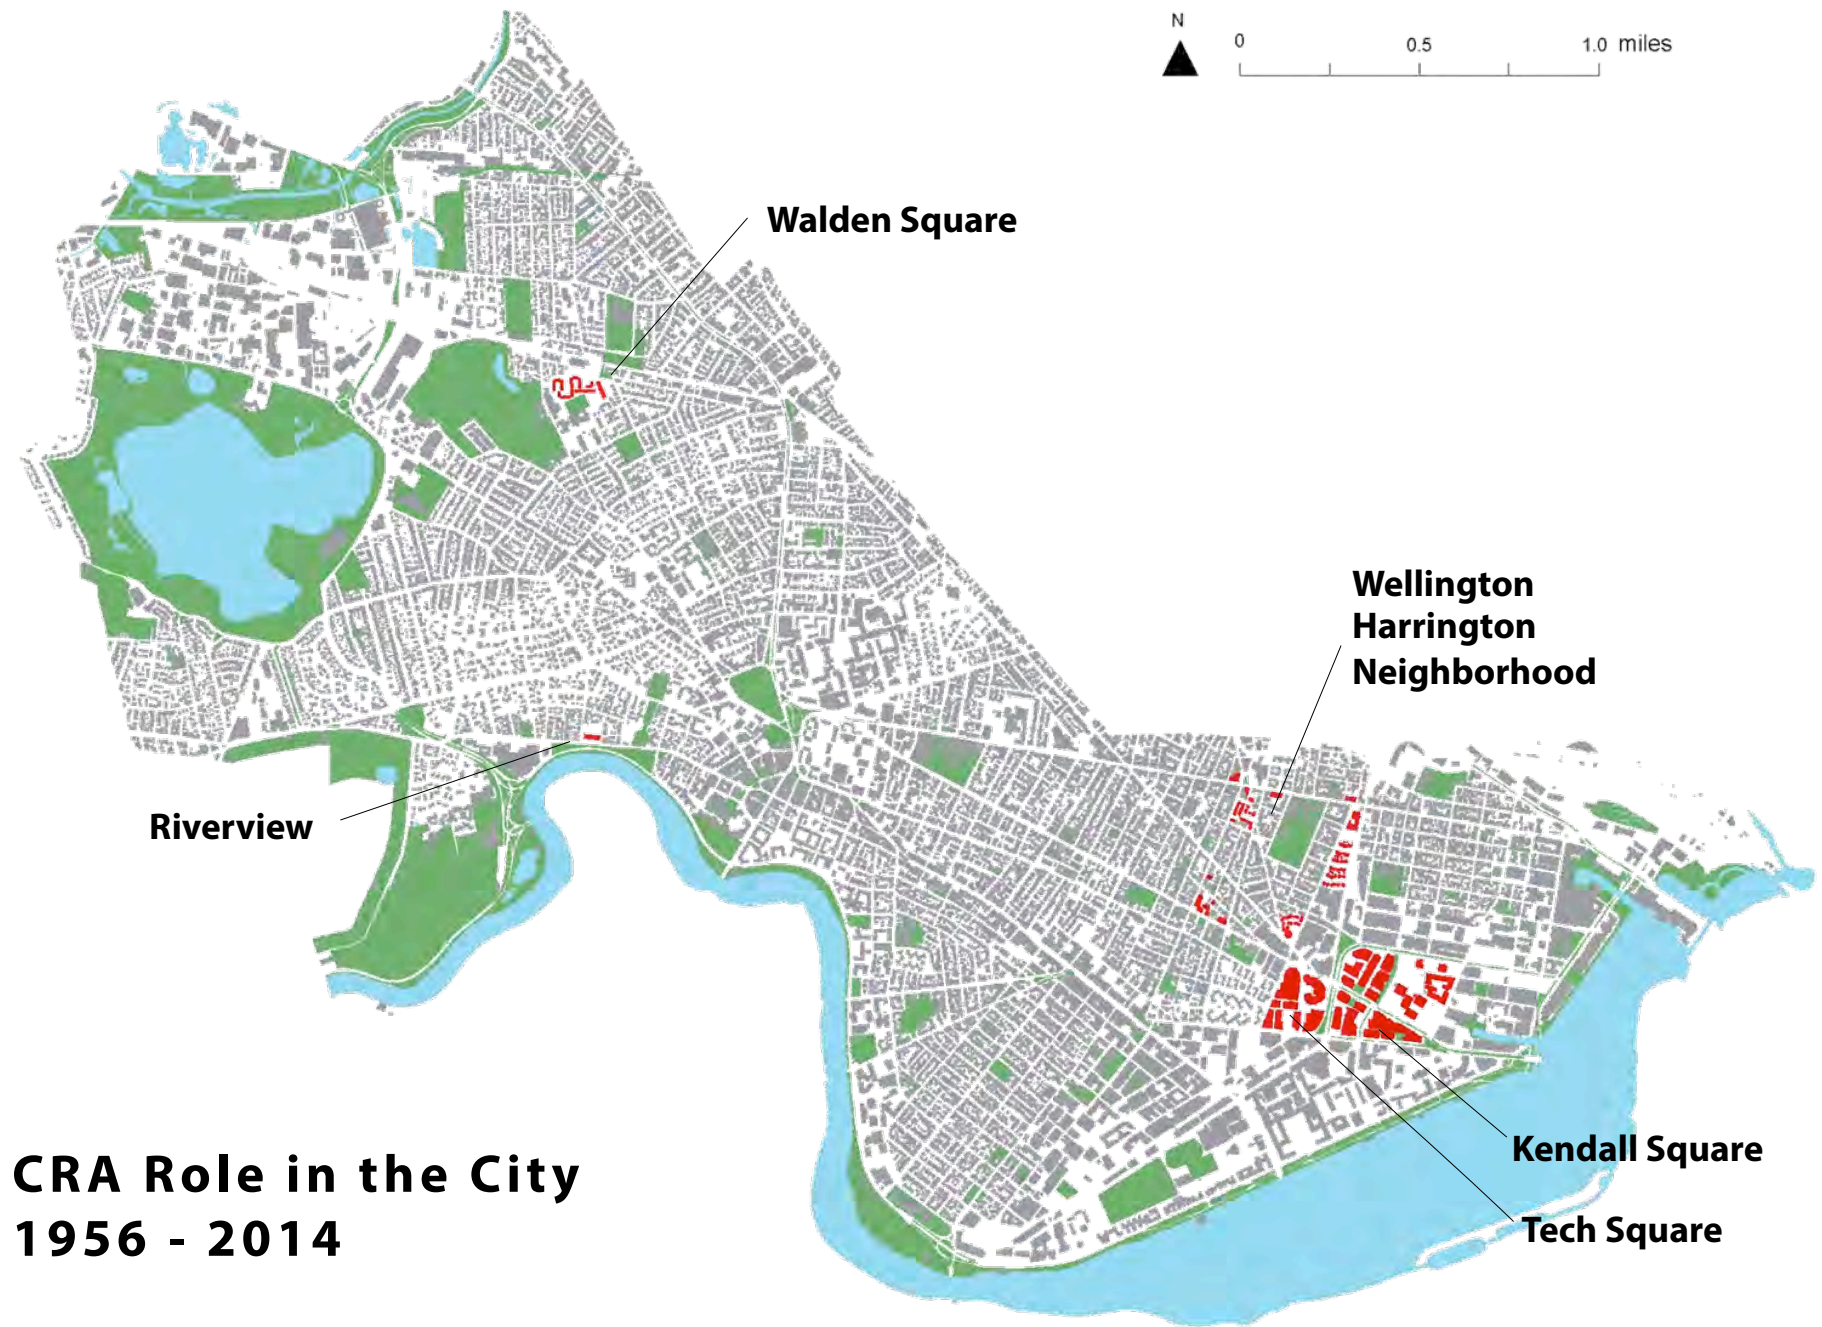 N
0 0.5 1.0 miles
Walden Square
Wellington
Harrington
Neighborhood
Riverview
Kendall Square
Tech Square
CRA Role in the City
1956 - 2014